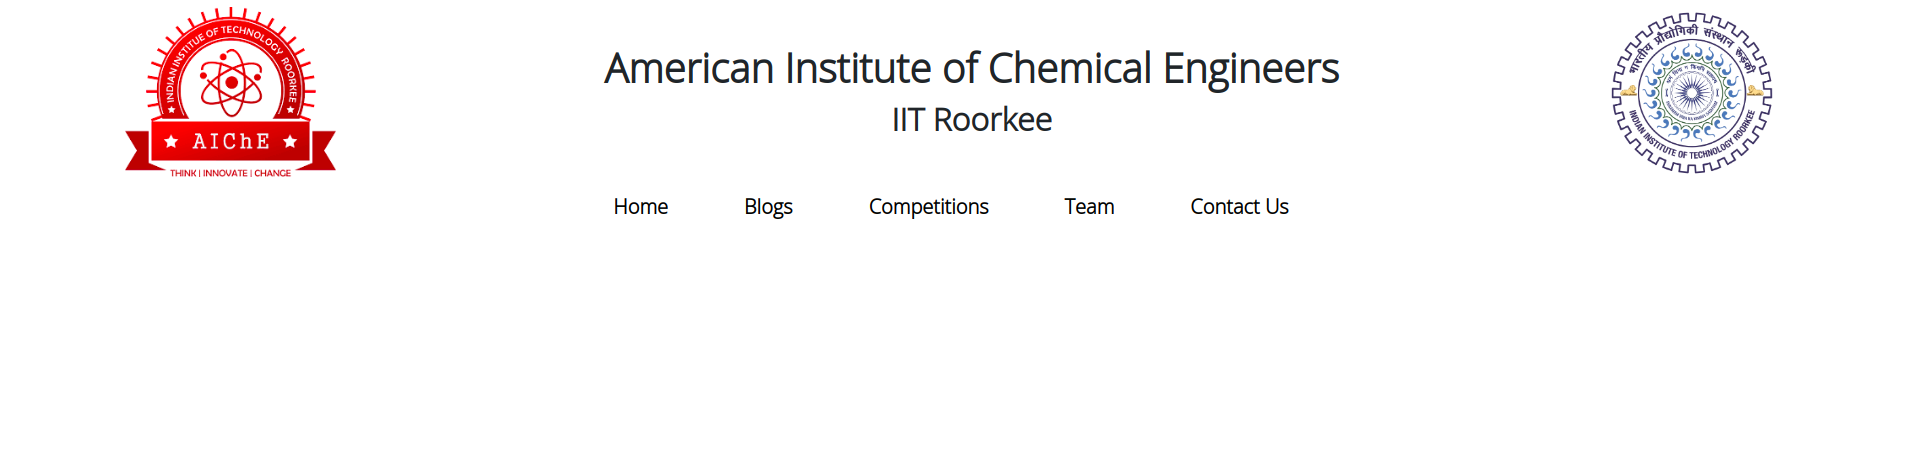 INDIAN INSTITUE OF TECHNOLOGY ROORKEE
AIChE
THINK | INNOVATE | CHANGE
American Institute of Chemical Engineers
IIT Roorkee
भारतीय प्रौद्योगिकी संस्थान रूड़की
INDIAN INSTITUTE OF TECHNOLOGY ROORKEE
Home Blogs Competitions Team Contact Us